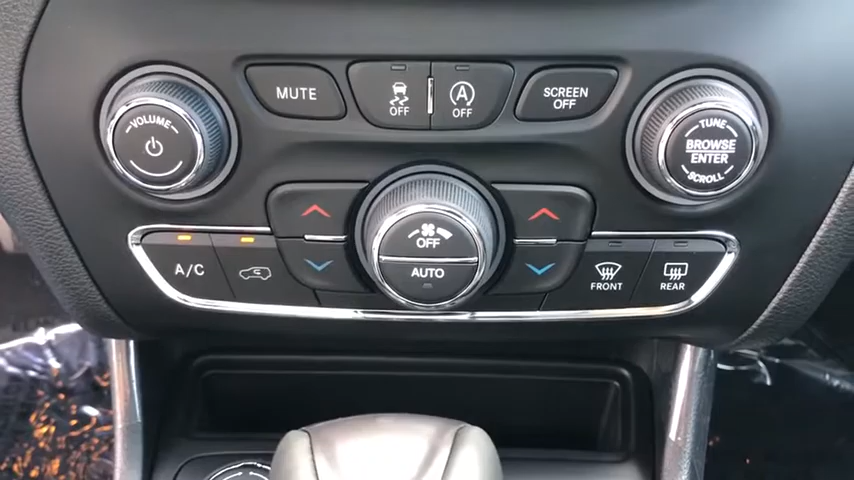 MUTE
OFF
A
OFF
SCREEN
OFF
VOLUME
TUNE
BROWSE
ENTER
SCROLL
OFF
AUTO
A/C
FRONT
REAR